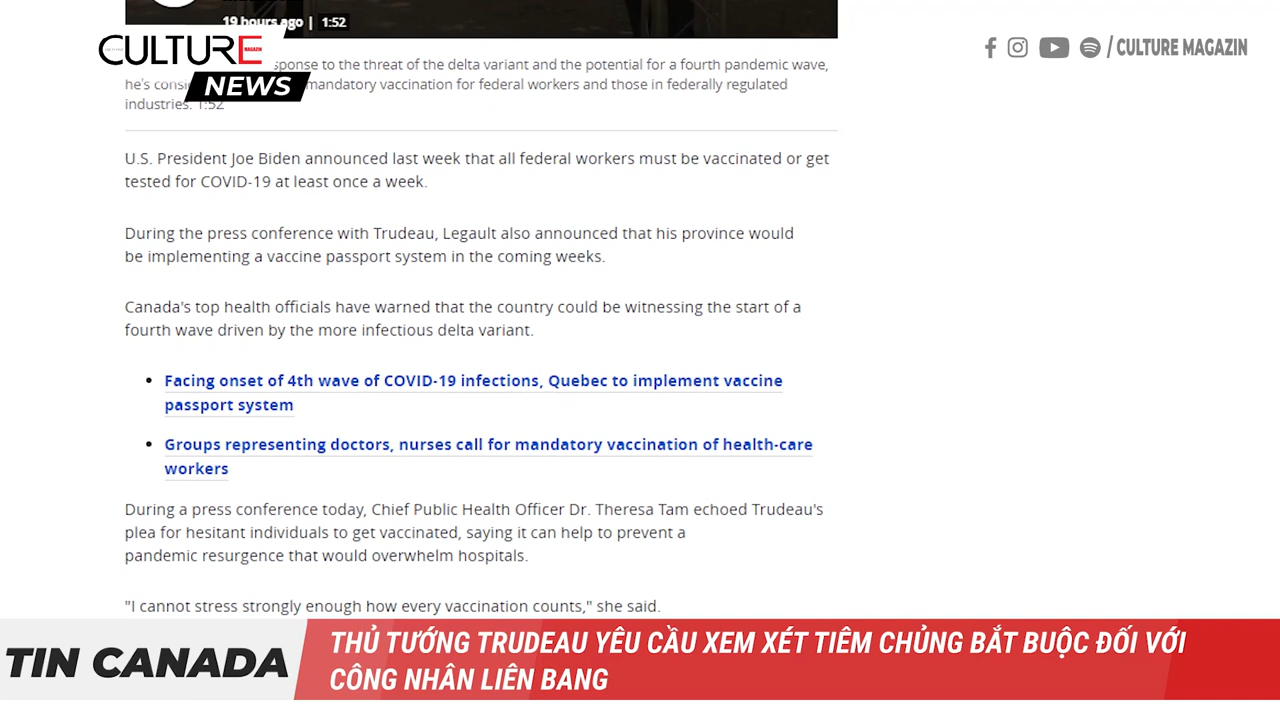 19 hours ago | 1:52
CULTURE MAGAZIN
NEWS
/ CULTURE MAGAZIN
sponse to the threat of the delta variant and the potential for a fourth pandemic wave,
he's consi mandatory vaccination for federal workers and those in federally regulated
industries. 1:52
U.S. President Joe Biden announced last week that all federal workers must be vaccinated or get
tested for COVID-19 at least once a week.
During the press conference with Trudeau, Legault also announced that his province would
be implementing a vaccine passport system in the coming weeks.
Canada's top health officials have warned that the country could be witnessing the start of a
fourth wave driven by the more infectious delta variant.
Facing onset of 4th wave of COVID-19 infections, Quebec to implement vaccine
passport system
Groups representing doctors, nurses call for mandatory vaccination of health-care
workers
During a press conference today, Chief Public Health Officer Dr. Theresa Tam echoed Trudeau's
plea for hesitant individuals to get vaccinated, saying it can help to prevent a
pandemic resurgence that would overwhelm hospitals.
"I cannot stress strongly enough how every vaccination counts," she said.
TIN CANADA
THỦ TƯỚNG TRUDEAU YÊU CẦU XEM XÉT TIÊM CHỦNG BẮT BUỘC ĐỐI VỚI
CÔNG NHÂN LIÊN BANG